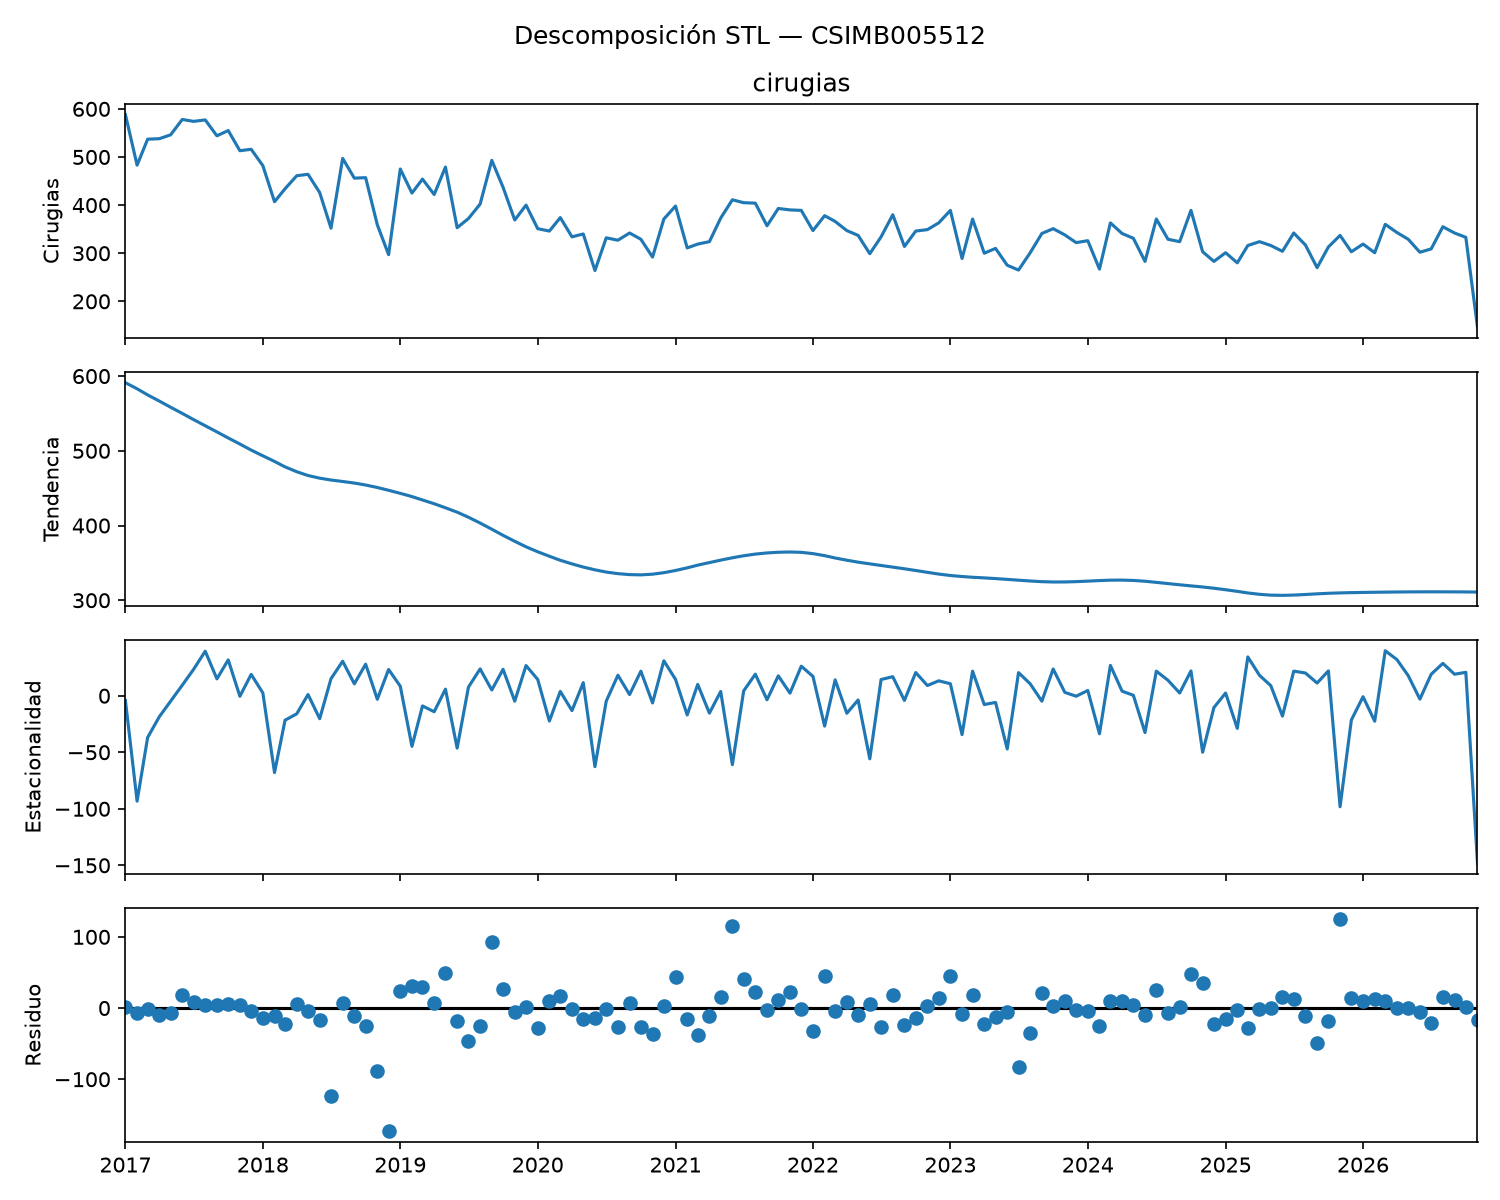 Descomposición STL — CSIMB005512
cirugias
Cirugias
600
500
400
300
200
Tendencia
600
500
400
300
Estacionalidad
0
−50
−100
−150
Residuo
100
0
−100
2017 2018 2019 2020 2021 2022 2023 2024 2025 2026